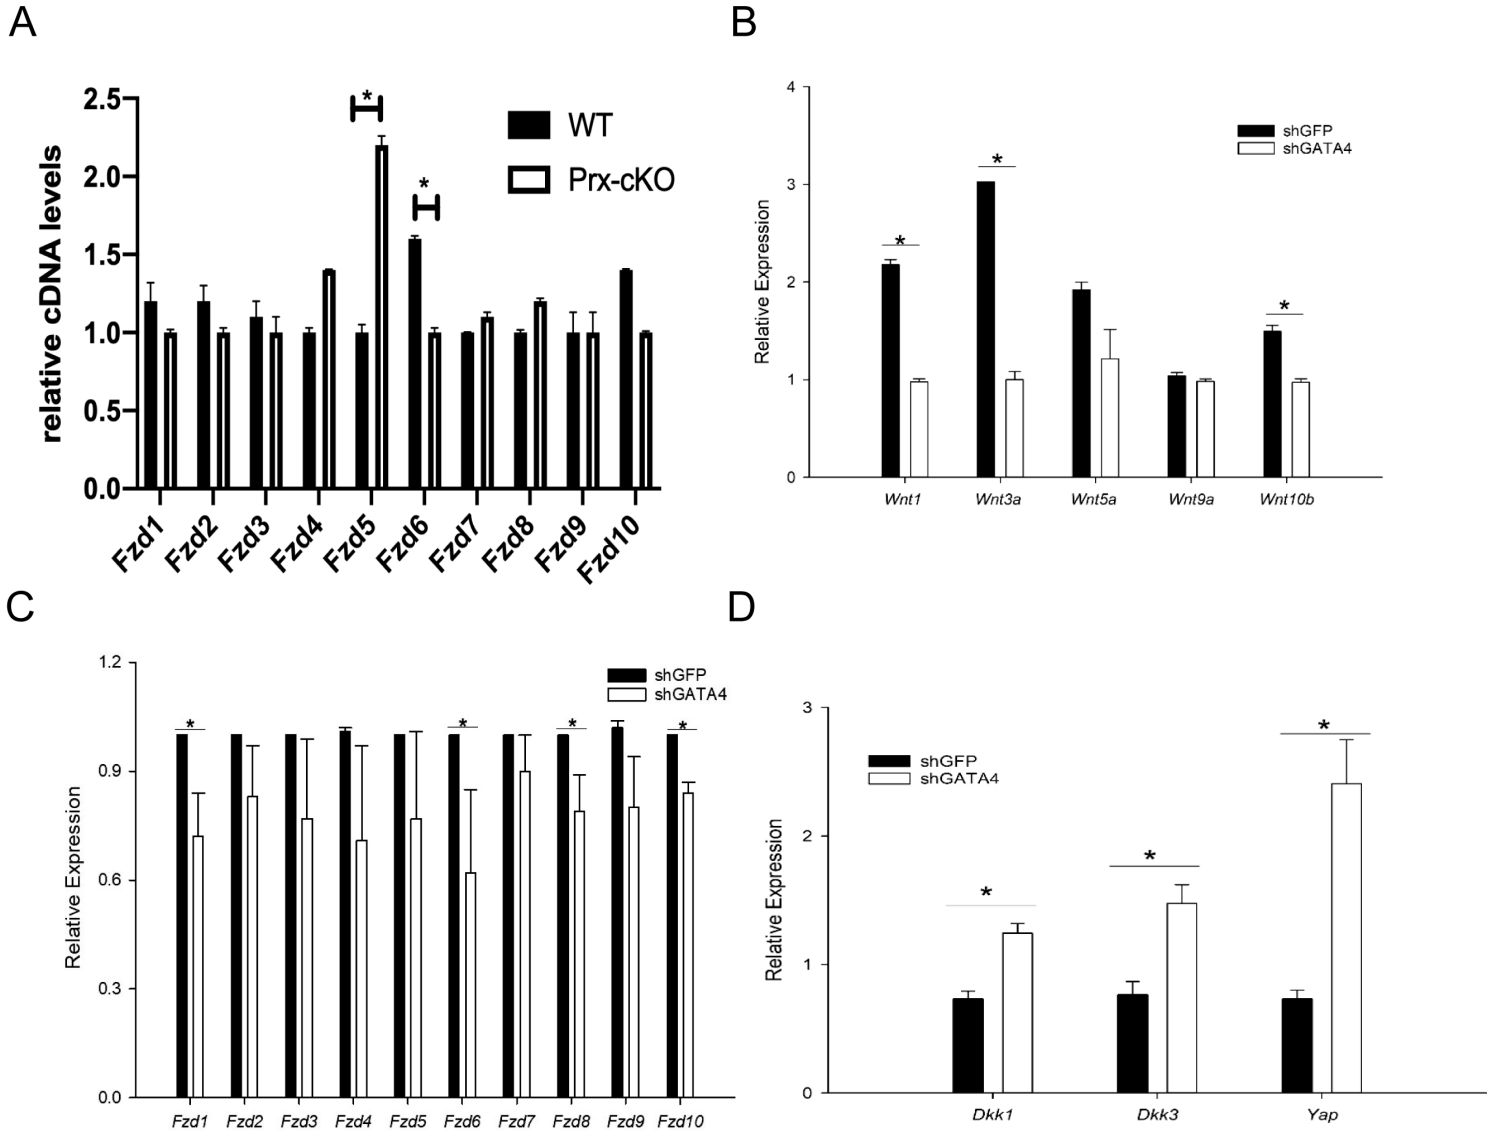 A
relative cDNA levels
2.5
2.0
1.5
1.0
0.5
0.0
*
*
WT
Prx-cKO
Fzd1
Fzd2
Fzd3
Fzd4
Fzd5
Fzd6
Fzd7
Fzd8
Fzd9
Fzd10
B
Relative Expression
4
3
2
1
0
*
*
*
shGFP
shGATA4
Wnt1
Wnt3a
Wnt5a
Wnt9a
Wnt10b
C
Relative Expression
1.2
0.9
0.6
0.3
0.0
*
*
*
*
shGFP
shGATA4
Fzd1
Fzd2
Fzd3
Fzd4
Fzd5
Fzd6
Fzd7
Fzd8
Fzd9
Fzd10
D
Relative Expression
3
2
1
0
shGFP
shGATA4
*
*
*
Dkk1
Dkk3
Yap